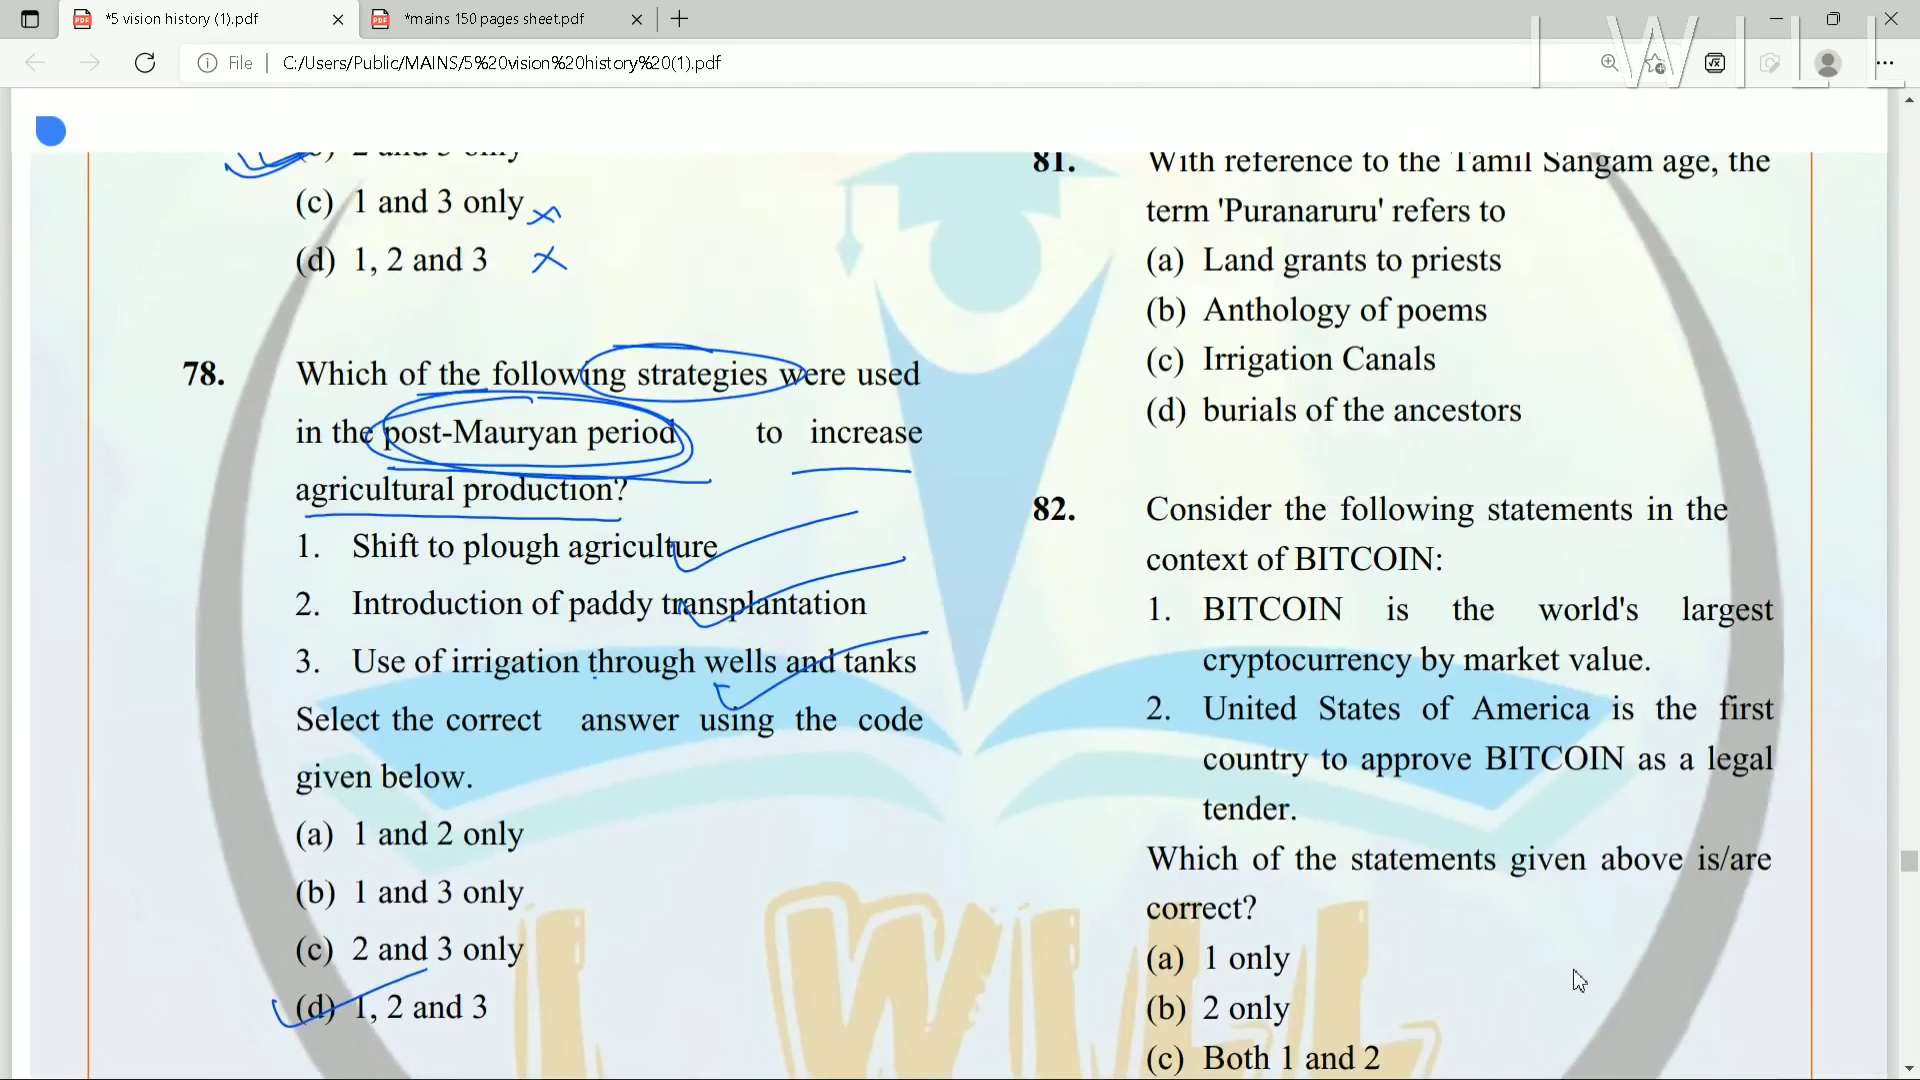 *5 vision history (1).pdf
*mains 150 pages sheet.pdf
File
C:/Users/Public/MAINS/5%20vision%20history%20(1).pdf
I WILL
(c) 1 and 3 only
(d) 1, 2 and 3
78. Which of the following strategies were used
in the post-Mauryan period to increase
agricultural production?
1. Shift to plough agriculture
2. Introduction of paddy transplantation
3. Use of irrigation through wells and tanks
Select the correct answer using the code
given below.
(a) 1 and 2 only
(b) 1 and 3 only
(c) 2 and 3 only
(d) 1, 2 and 3
81. With reference to the Tamil Sangam age, the
term 'Puranaruru' refers to
(a) Land grants to priests
(b) Anthology of poems
(c) Irrigation Canals
(d) burials of the ancestors
82. Consider the following statements in the
context of BITCOIN:
1. BITCOIN is the world's largest
cryptocurrency by market value.
2. United States of America is the first
country to approve BITCOIN as a legal
tender.
Which of the statements given above is/are
correct?
(a) 1 only
(b) 2 only
(c) Both 1 and 2
I WILL